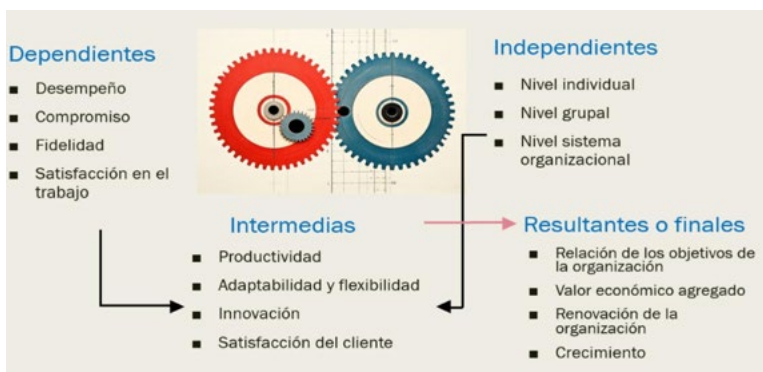 Dependientes
Desempeño
Compromiso
Fidelidad
Satisfacción en el
trabajo
Independientes
Nivel individual
Nivel grupal
Nivel sistema
organizacional
Intermedias
Productividad
Adaptabilidad y flexibilidad
Innovación
Satisfacción del cliente
Resultantes o finales
Relación de los objetivos de
la organización
Valor económico agregado
Renovación de la
organización
Crecimiento